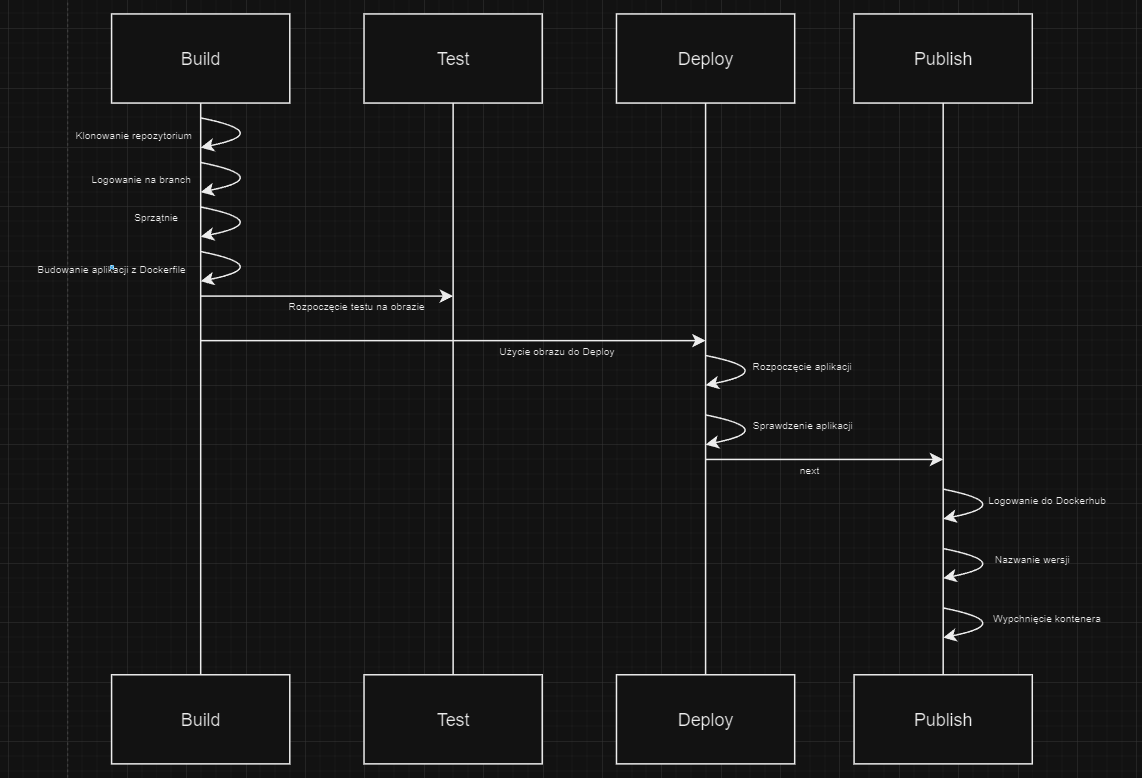 Build
Test
Deploy
Publish
Klonowanie repozytorium
Logowanie na branch
Sprzątnie
Budowanie aplikacji z Dockerfile
Rozpoczęcie testu na obrazie
Użycie obrazu do Deploy
Rozpoczęcie aplikacji
Sprawdzenie aplikacji
next
Logowanie do Dockerhub
Nazwanie wersji
Wypchnięcie kontenera
Build
Test
Deploy
Publish